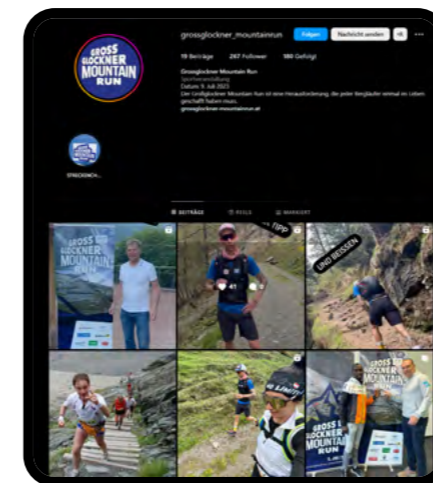 GROSS
GLOCKNER
MOUNTAIN
RUN
grossglockner_mountainrun
Folgen
Nachricht senden
19 Beiträge 267 Follower 180 Gefolgt
Grossglockner Mountain Run
Sportveranstaltung
Datum: 9. Juli 2023
Der Großglockner Mountain Run ist eine Herausforderung, die jeder Bergläufer einmal im Leben
geschafft haben muss.
grossglockner-mountainrun.at
BEITRÄGE REELS MARKIERT
GROSS
GLOCKNER
MOUNTAIN
RUN
TIPP
41
UND BEISSEN
GROSS
GLOCKNER
MOUNTAIN
RUN